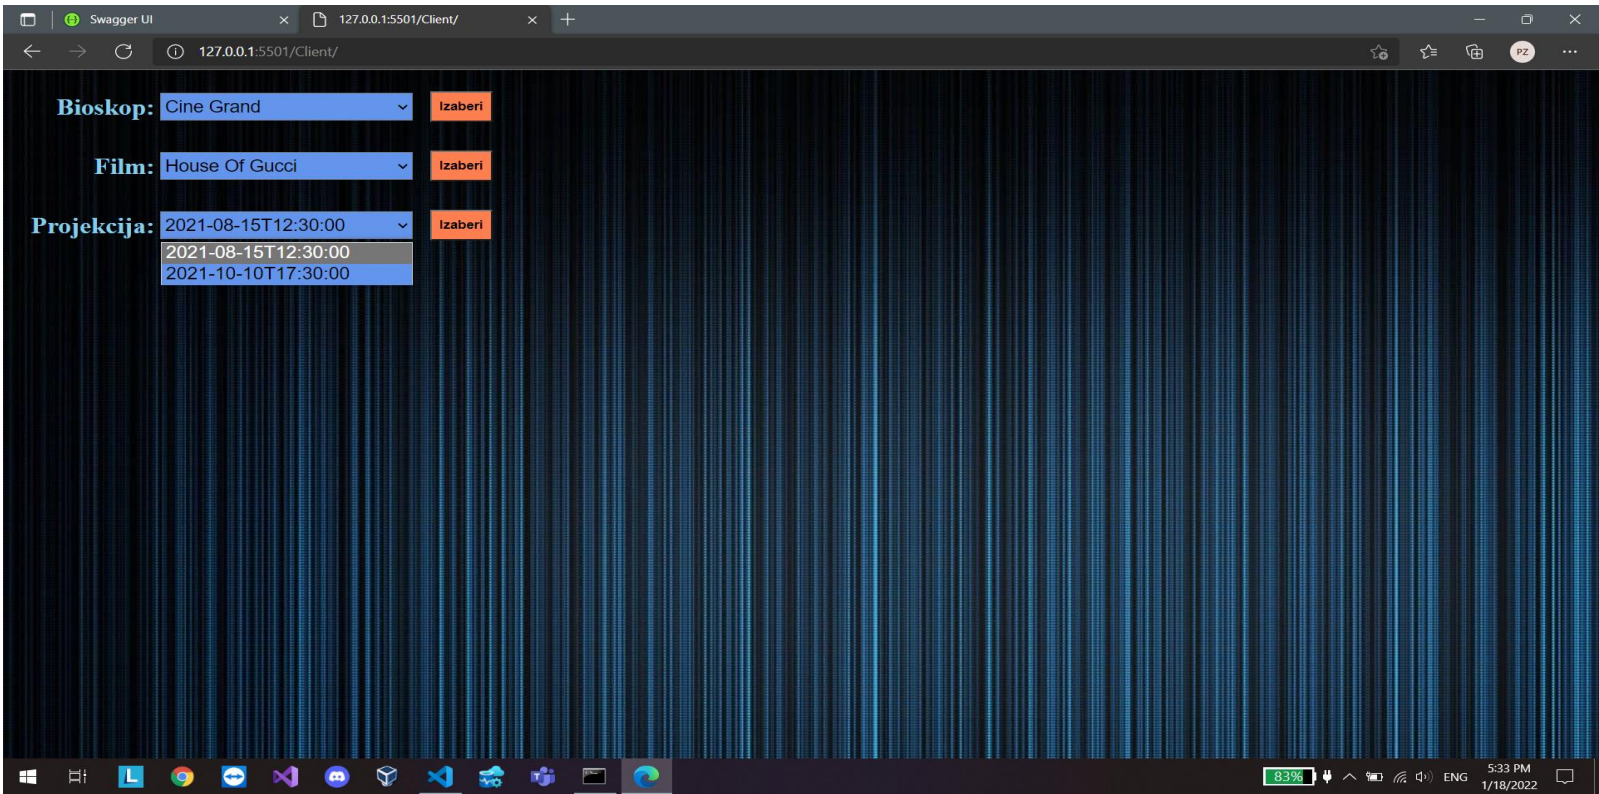 Swagger UI
127.0.0.1:5501/Client/
127.0.0.1:5501/Client/
PZ
Bioskop: Cine Grand Izaberi
Film: House Of Gucci Izaberi
Projekcija: 2021-08-15T12:30:00 Izaberi
2021-08-15T12:30:00
2021-10-10T17:30:00
L
83% ENG 5:33 PM
1/18/2022